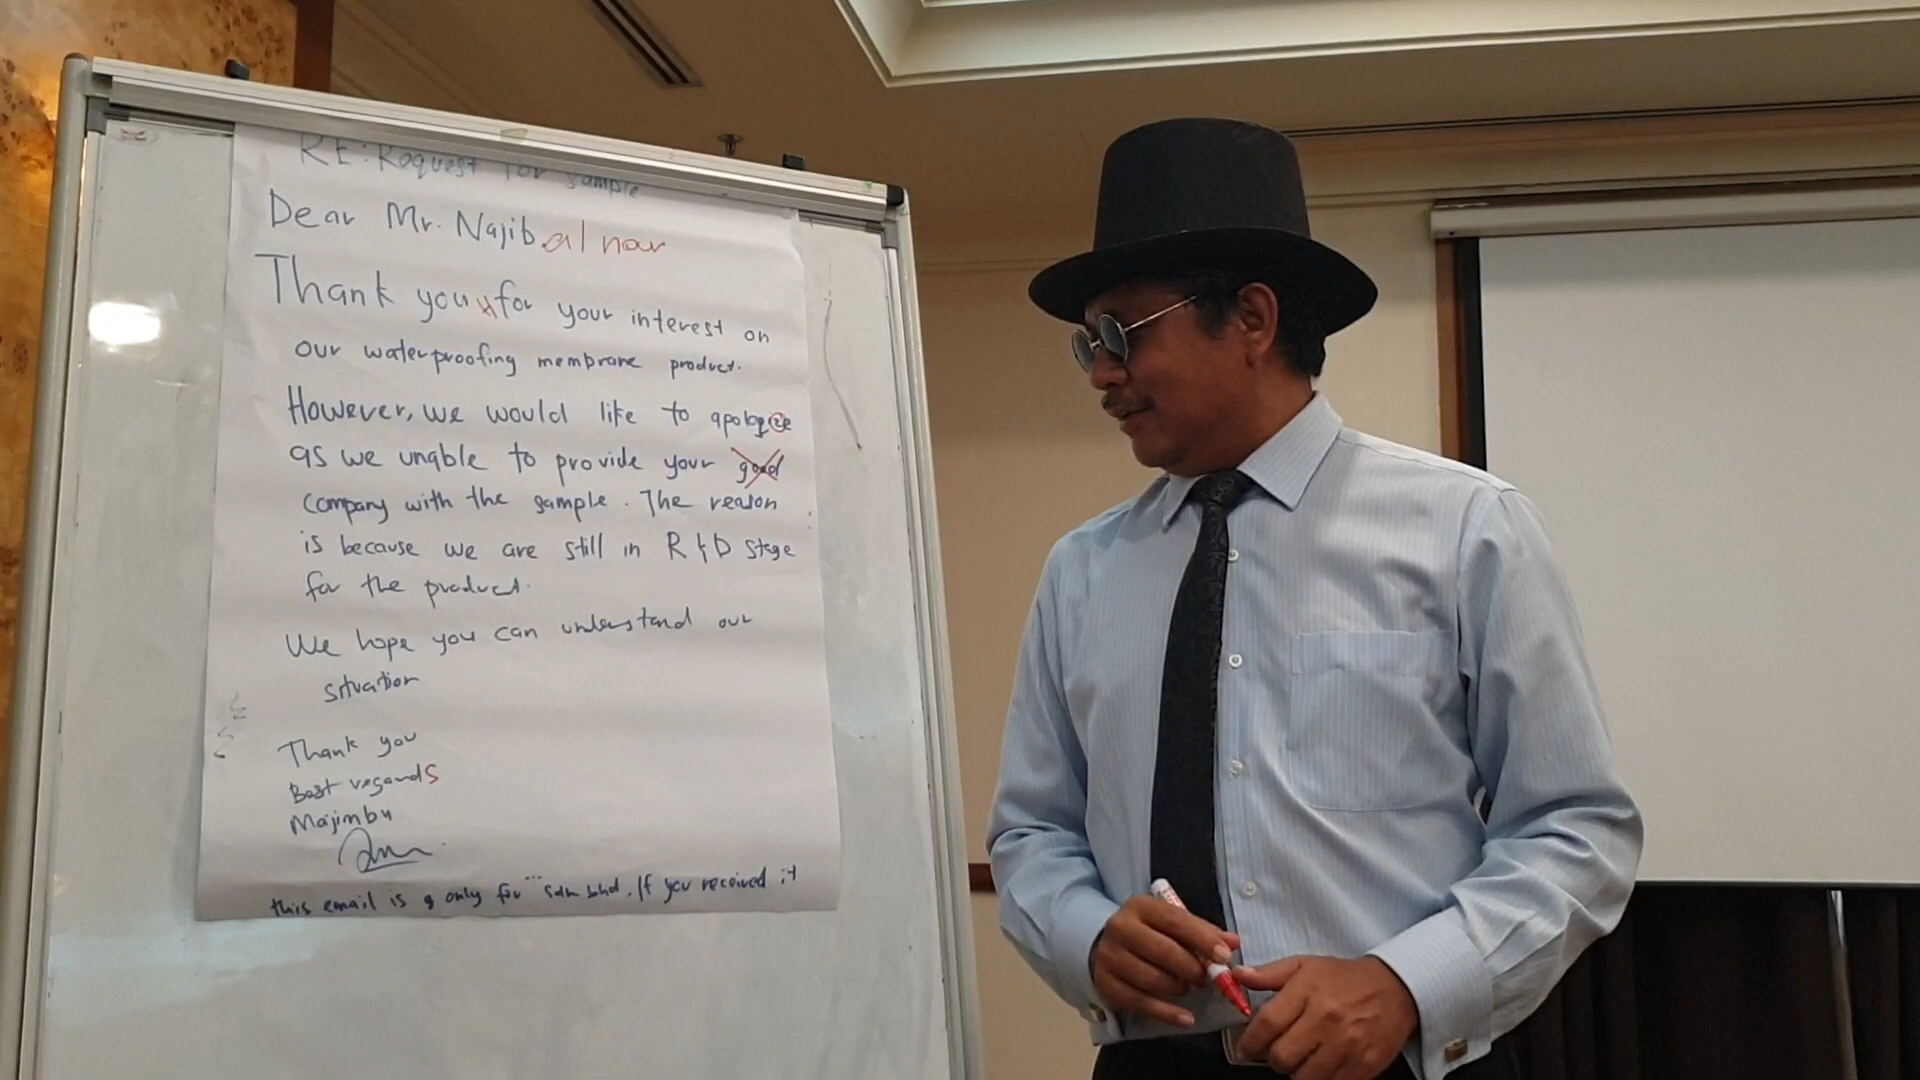 RE: Request for sample
Dear Mr. Najib al nour
Thank you for your interest on
our waterproofing membrane product.
However, we would like to apologize
as we unable to provide your good
company with the sample. The reason
is because we are still in R & D stage
for the product.
We hope you can understand our
situation
Thank you
Best regards
Majimbu
this email is only for "" sdn bhd. If you received it